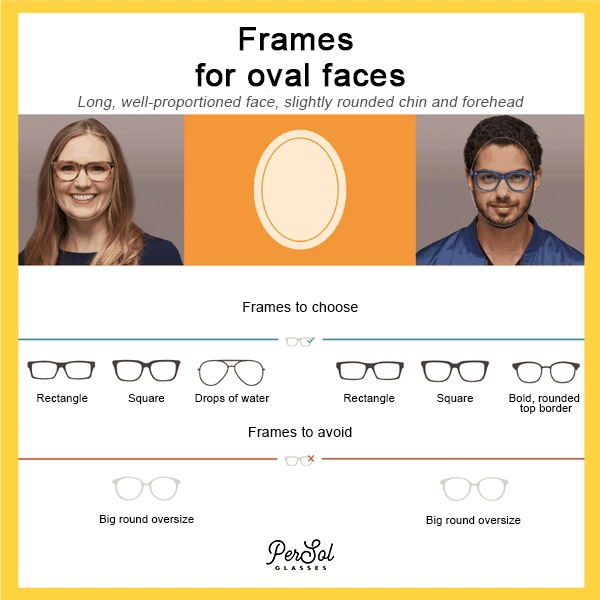 Frames
for oval faces
Long, well-proportioned face, slightly rounded chin and forehead
Frames to choose
Rectangle
Square
Drops of water
Rectangle
Square
Bold, rounded
top border
Frames to avoid
Big round oversize
Big round oversize
PerSol
GLASSES